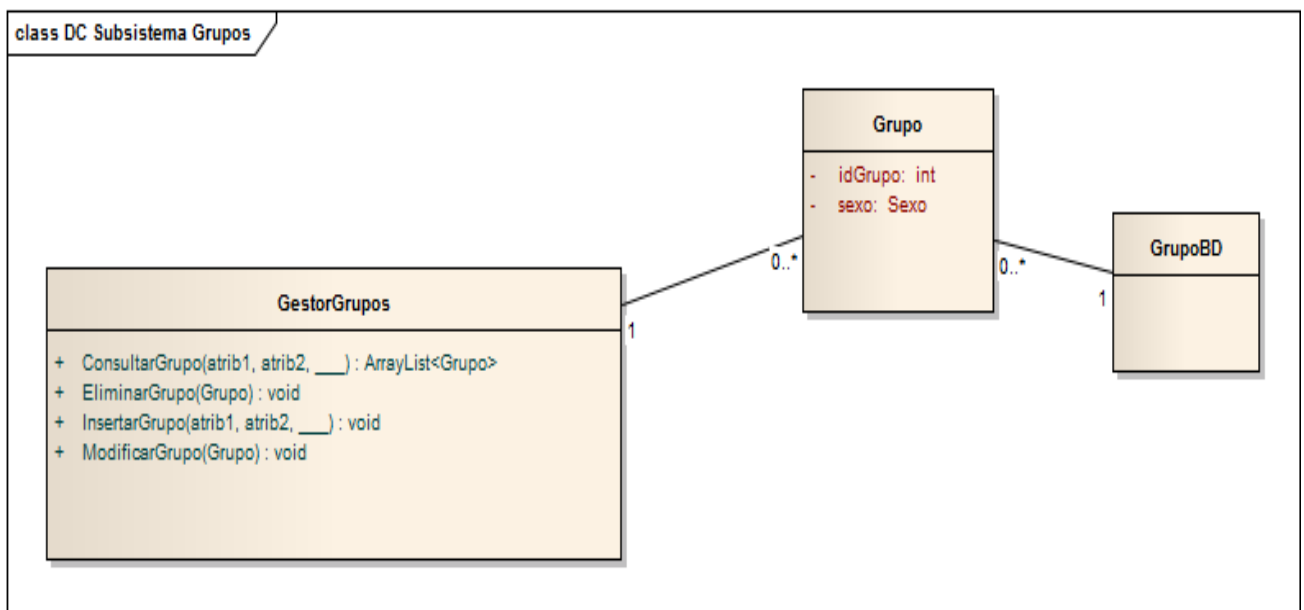 class DC Subsistema Grupos
Grupo
- idGrupo: int
- sexo: Sexo
0..*
0..*
GrupoBD
1
GestorGrupos
1
+ ConsultarGrupo(atrib1, atrib2, ___) : ArrayList<Grupo>
+ EliminarGrupo(Grupo) : void
+ InsertarGrupo(atrib1, atrib2, ___) : void
+ ModificarGrupo(Grupo) : void